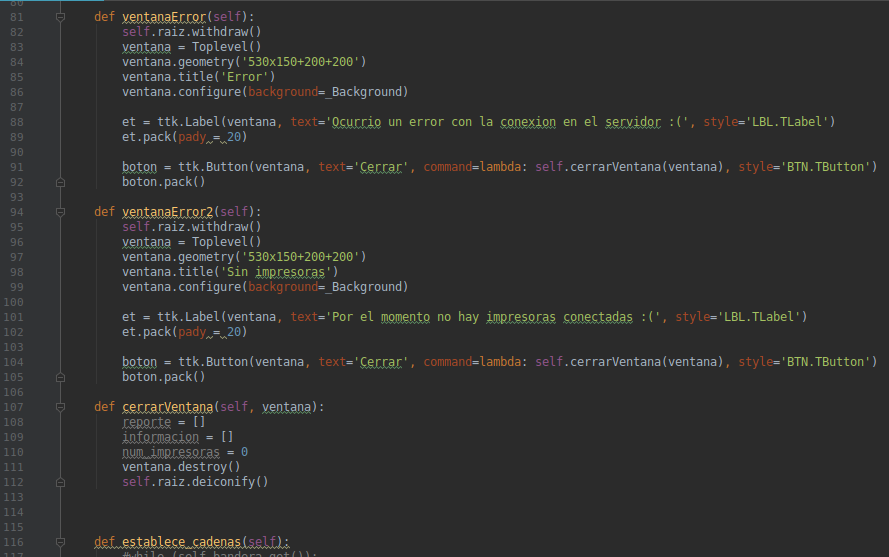 80
81 def ventanaError(self):
82 self.raiz.withdraw()
83 ventana = Toplevel()
84 ventana.geometry('530x150+200+200')
85 ventana.title('Error')
86 ventana.configure(background=_Background)
87
88 et = ttk.Label(ventana, text='Ocurrio un error con la conexion en el servidor :(', style='LBL.TLabel')
89 et.pack(pady = 20)
90
91 boton = ttk.Button(ventana, text='Cerrar', command=lambda: self.cerrarVentana(ventana), style='BTN.TButton')
92 boton.pack()
93
94 def ventanaError2(self):
95 self.raiz.withdraw()
96 ventana = Toplevel()
97 ventana.geometry('530x150+200+200')
98 ventana.title('Sin impresoras')
99 ventana.configure(background=_Background)
100
101 et = ttk.Label(ventana, text='Por el momento no hay impresoras conectadas :(', style='LBL.TLabel')
102 et.pack(pady = 20)
103
104 boton = ttk.Button(ventana, text='Cerrar', command=lambda: self.cerrarVentana(ventana), style='BTN.TButton')
105 boton.pack()
106
107 def cerrarVentana(self, ventana):
108 reporte = []
109 informacion = []
110 num_impresoras = 0
111 ventana.destroy()
112 self.raiz.deiconify()
113
114
115
116 def establece_cadenas(self):
117 #while (self.bandera.get()):